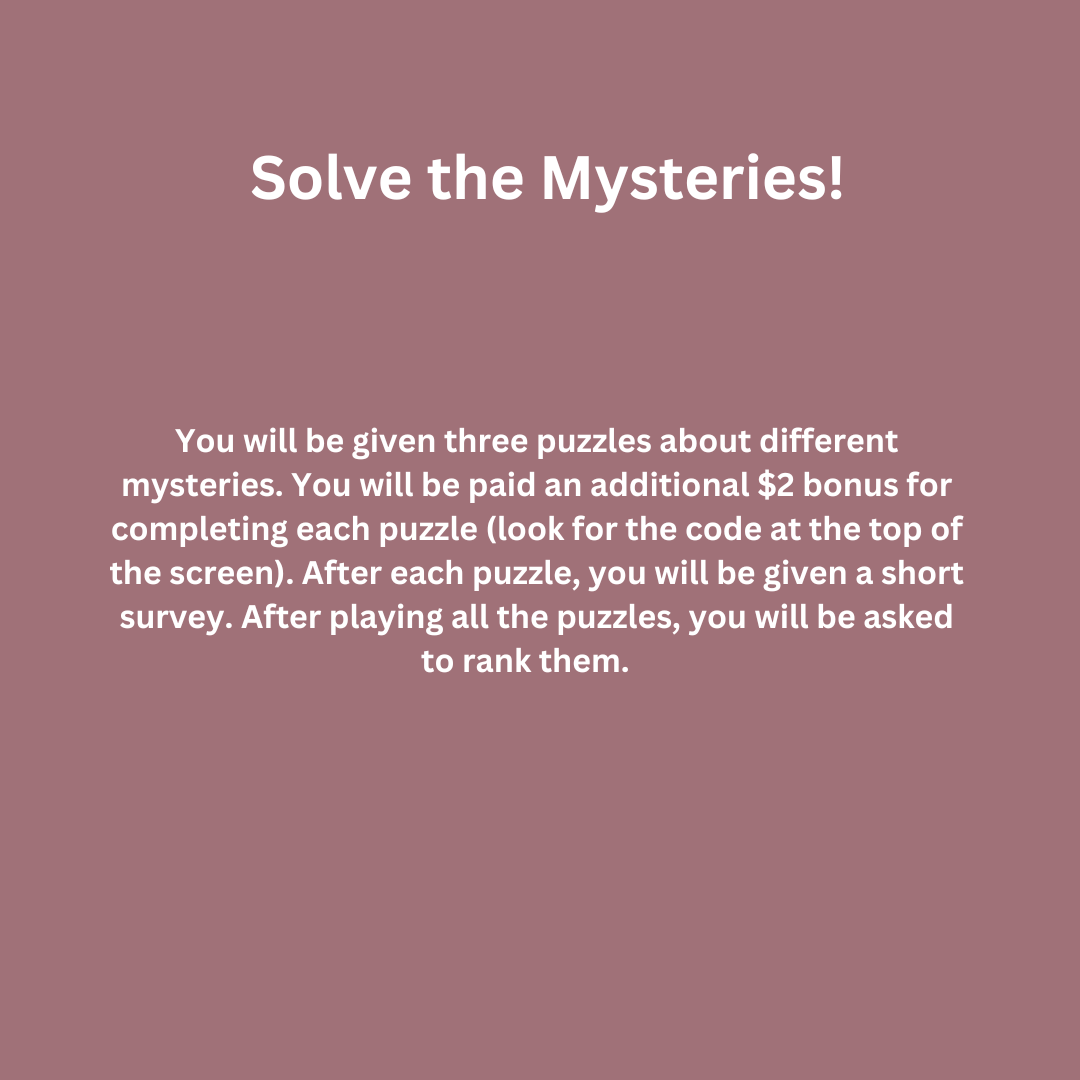 Solve the Mysteries!
You will be given three puzzles about different
mysteries. You will be paid an additional $2 bonus for
completing each puzzle (look for the code at the top of
the screen). After each puzzle, you will be given a short
survey. After playing all the puzzles, you will be asked
to rank them.